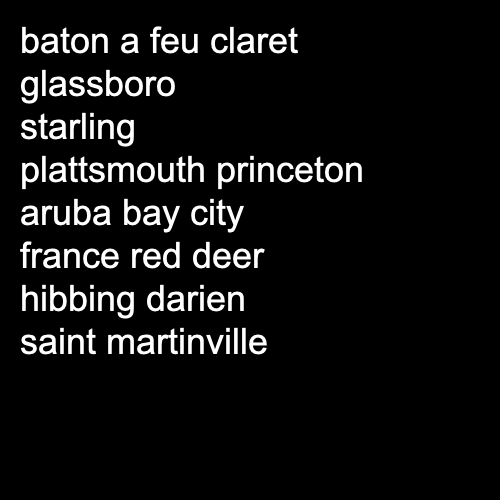 baton a feu claret
glassboro
starling
plattsmouth princeton
aruba bay city
france red deer
hibbing darien
saint martinville